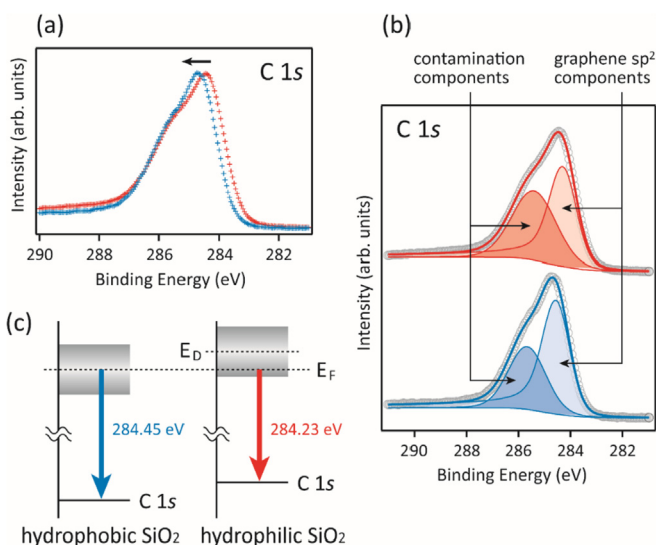 (a)
C 1s
Intensity (arb. units)
290 288 286 284 282
Binding Energy (eV)
(b)
contamination
components
graphene sp²
components
C 1s
Intensity (arb. units)
290 288 286 284 282
Binding Energy (eV)
(c)
E_D
E_F
284.45 eV
284.23 eV
C 1s
C 1s
hydrophobic SiO₂
hydrophilic SiO₂